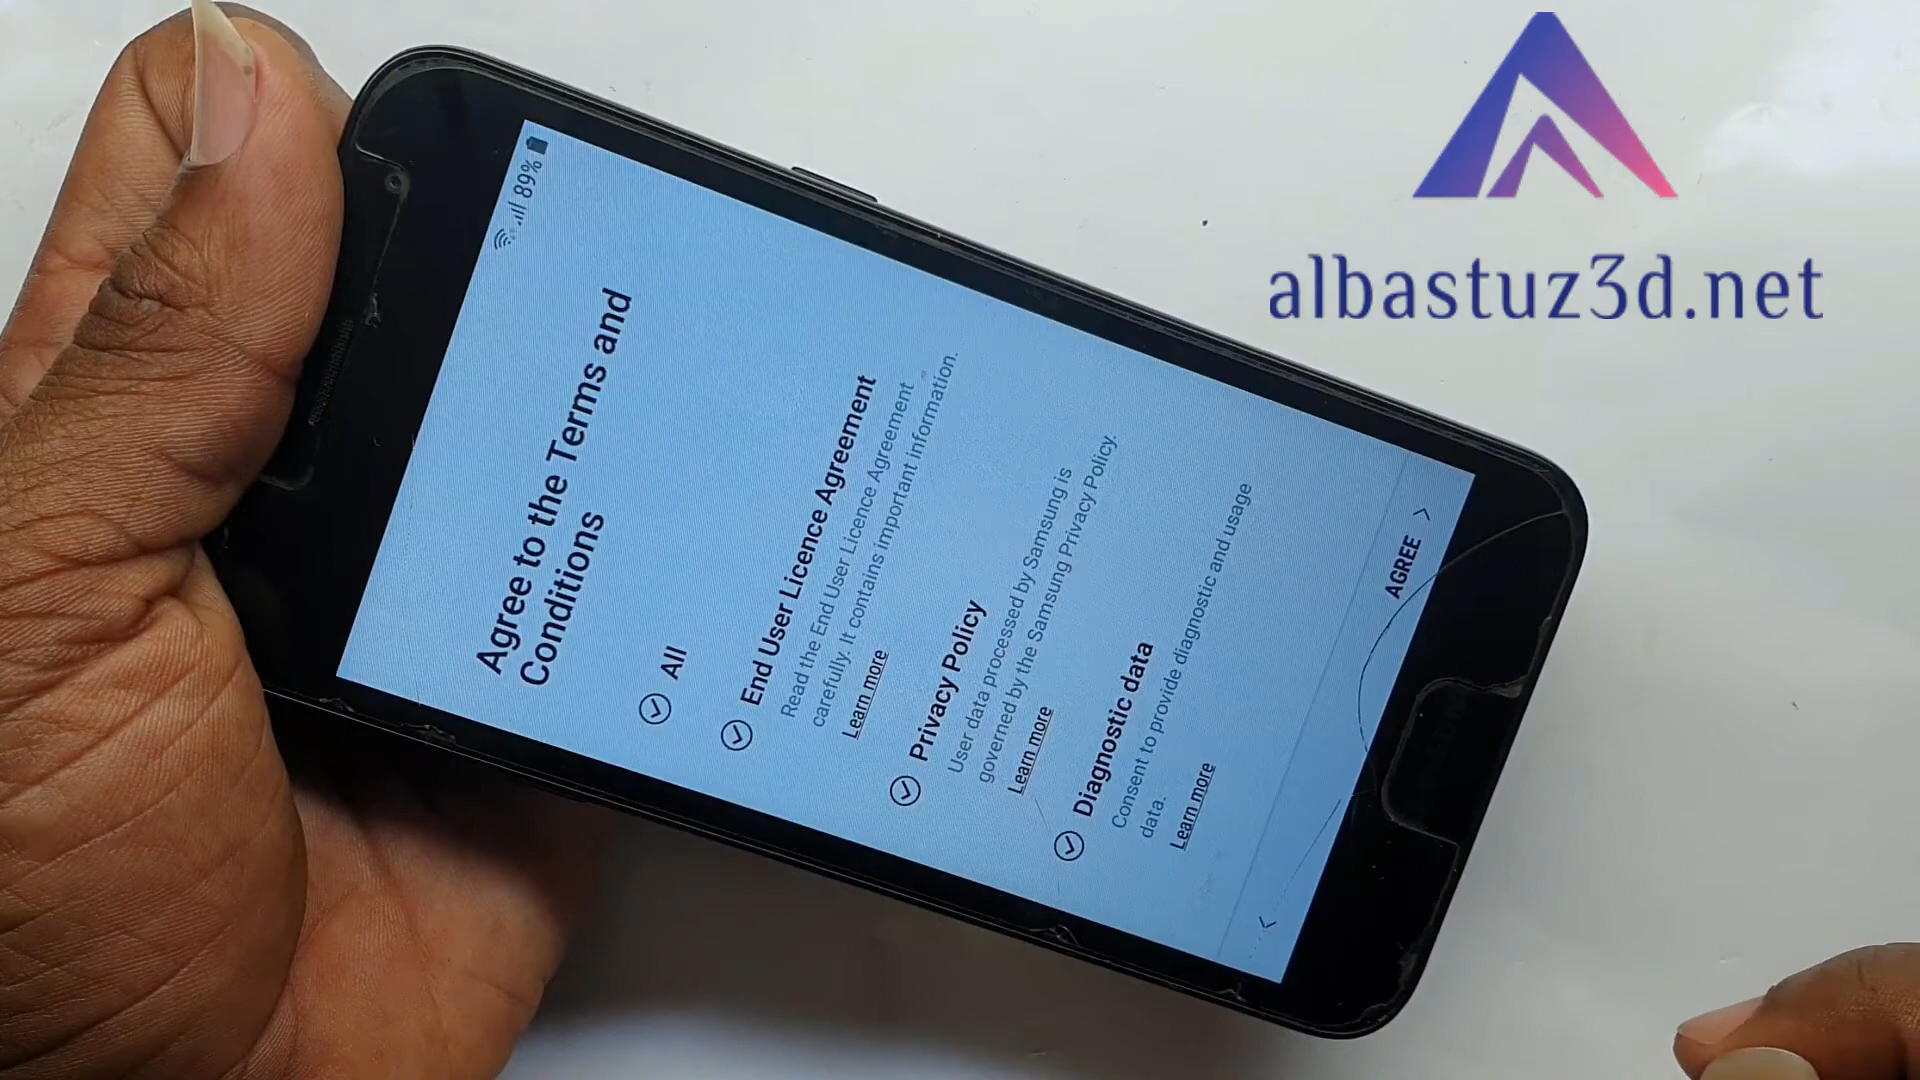 albastuz3d.net
89%
Agree to the Terms and
Conditions
All
End User Licence Agreement
Read the End User Licence Agreement
carefully. It contains important information.
Learn more
Privacy Policy
User data processed by Samsung is
governed by the Samsung Privacy Policy.
Learn more
Diagnostic data
Consent to provide diagnostic and usage
data.
Learn more
AGREE